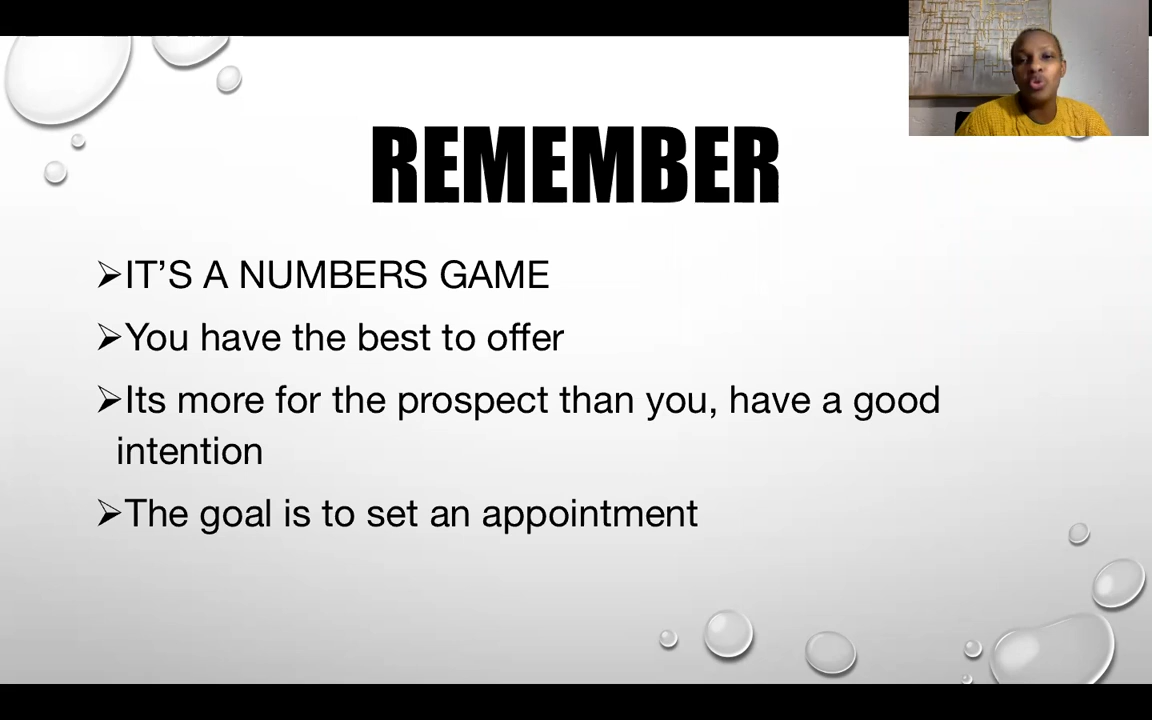 REMEMBER
➢IT’S A NUMBERS GAME
➢You have the best to offer
➢Its more for the prospect than you, have a good
intention
➢The goal is to set an appointment